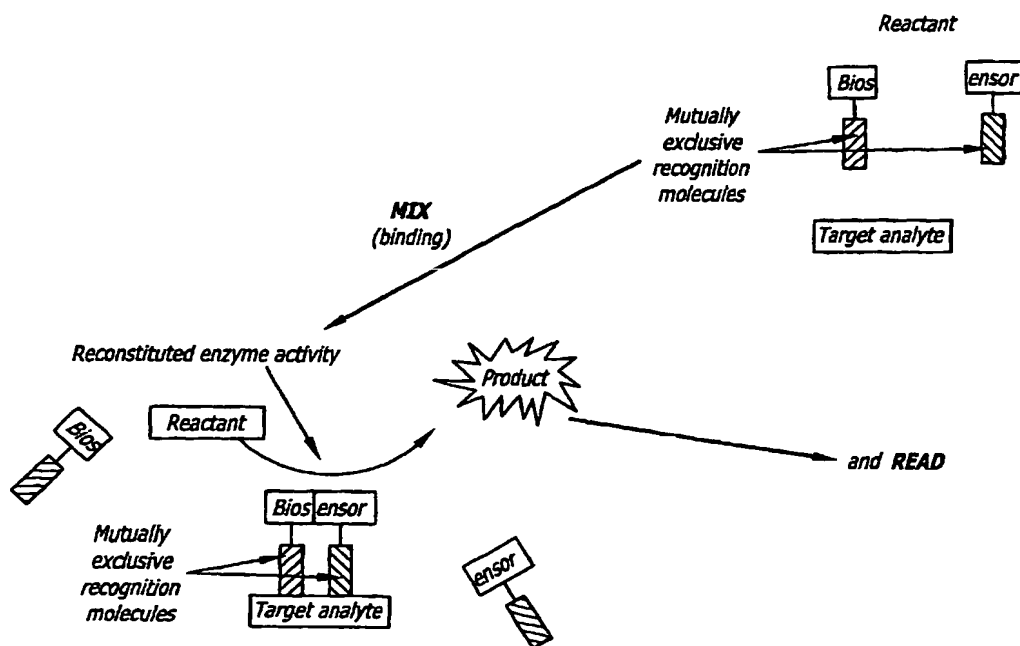 Reactant
Bios
ensor
Mutually
exclusive
recognition
molecules
Target analyte
MIX
(binding)
Reconstituted enzyme activity
Product
Reactant
Bios
and READ
Bios ensor
Mutually
exclusive
recognition
molecules
Target analyte
ensor